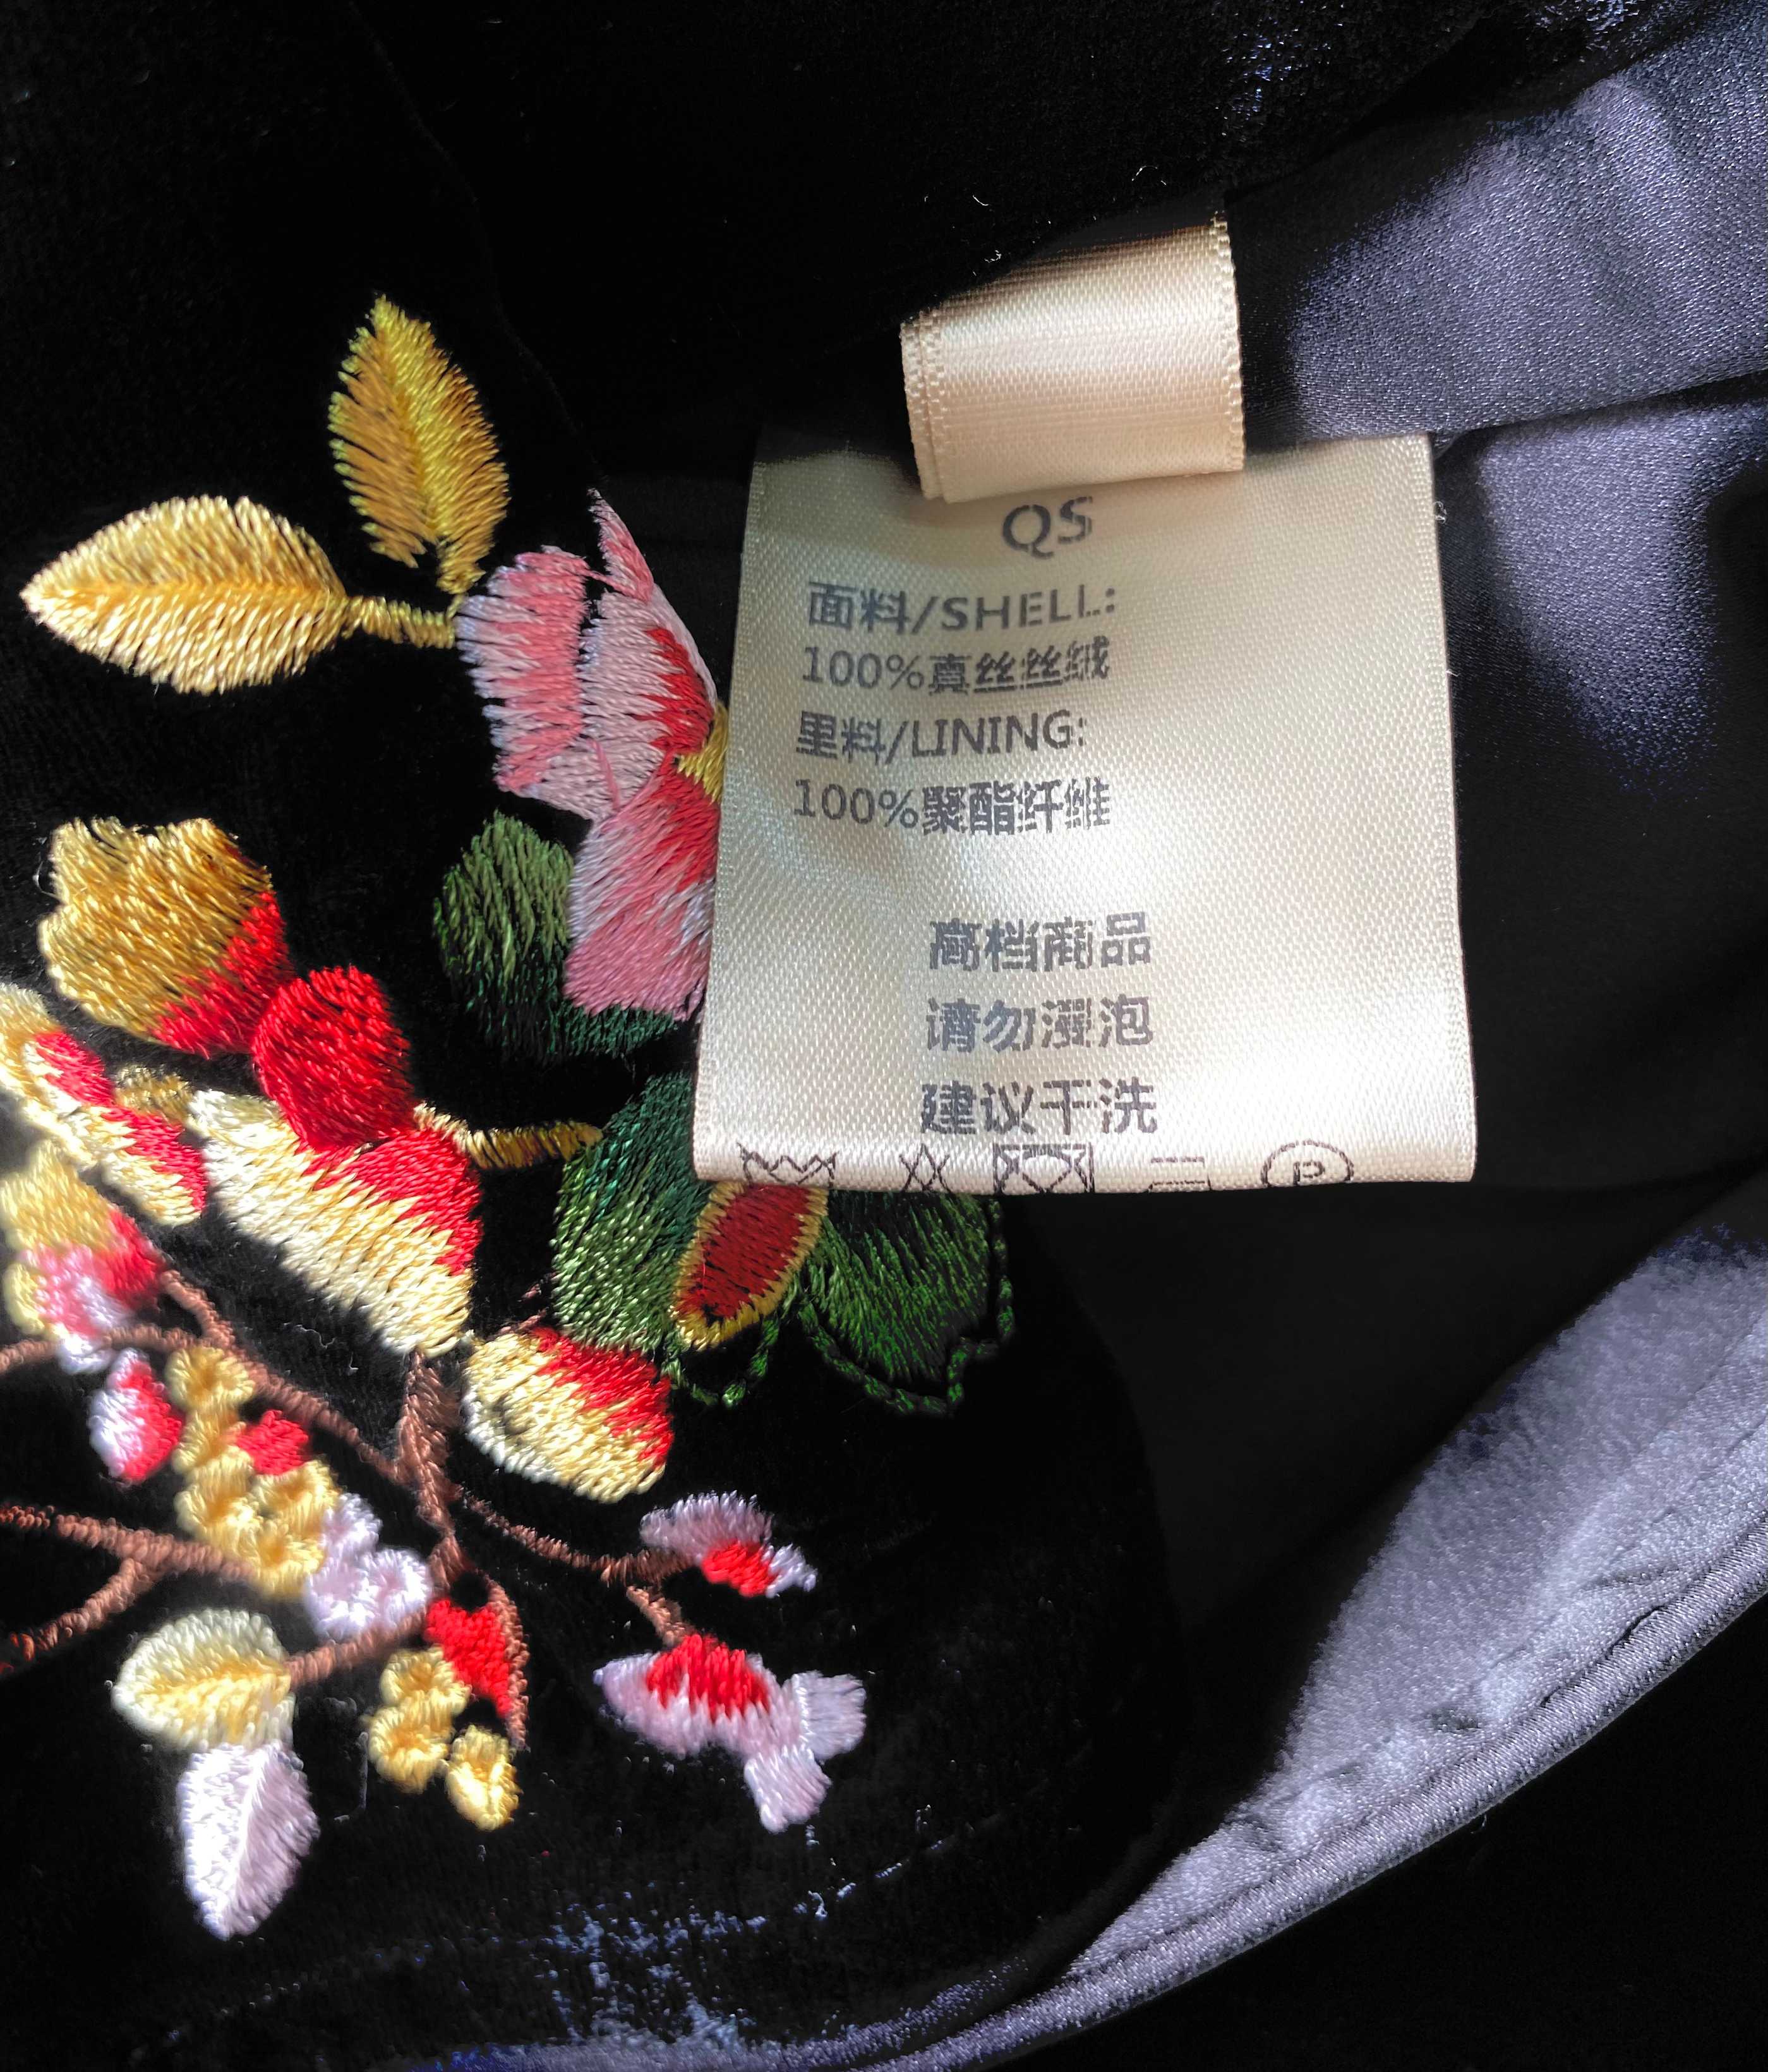 QS
面料/SHELL:
100%真丝丝绒
里料/LINING:
100%聚酯纤维
高档商品
请勿浸泡
建议干洗
P